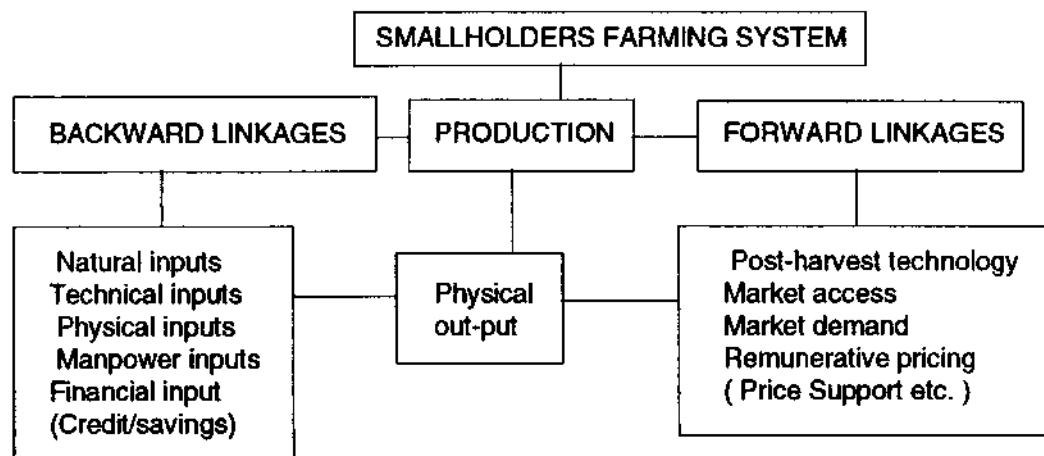 SMALLHOLDERS FARMING SYSTEM
BACKWARD LINKAGES
PRODUCTION
FORWARD LINKAGES
Natural inputs
Technical inputs
Physical inputs
Manpower inputs
Financial input
(Credit/savings)
Physical
out-put
Post-harvest technology
Market access
Market demand
Remunerative pricing
( Price Support etc. )